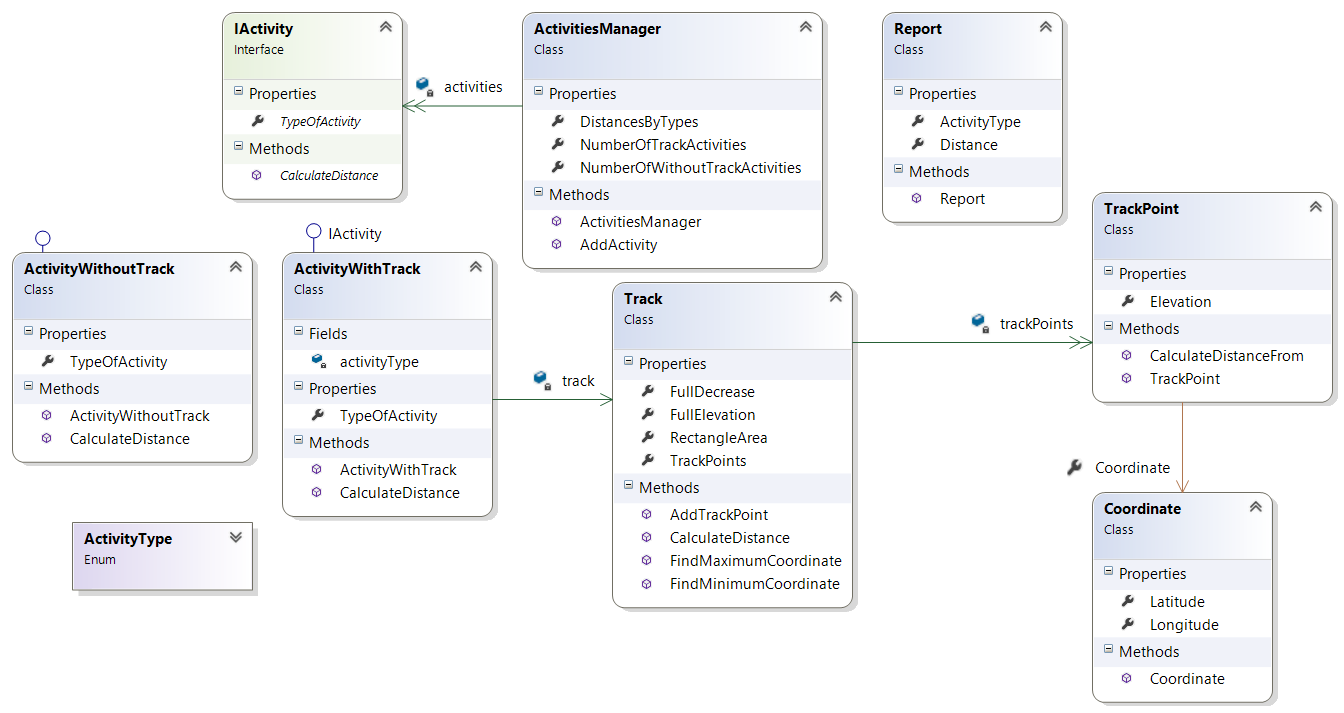 IActivity
Interface
Properties
TypeOfActivity
Methods
CalculateDistance
activities
ActivitiesManager
Class
Properties
DistancesByTypes
NumberOfTrackActivities
NumberOfWithoutTrackActivities
Methods
ActivitiesManager
AddActivity
Report
Class
Properties
ActivityType
Distance
Methods
Report
ActivityWithoutTrack
Class
Properties
TypeOfActivity
Methods
ActivityWithoutTrack
CalculateDistance
IActivity
ActivityWithTrack
Class
Fields
activityType
Properties
TypeOfActivity
Methods
ActivityWithTrack
CalculateDistance
track
Track
Class
Properties
FullDecrease
FullElevation
RectangleArea
TrackPoints
Methods
AddTrackPoint
CalculateDistance
FindMaximumCoordinate
FindMinimumCoordinate
trackPoints
TrackPoint
Class
Properties
Elevation
Methods
CalculateDistanceFrom
TrackPoint
Coordinate
Coordinate
Class
Properties
Latitude
Longitude
Methods
Coordinate
ActivityType
Enum